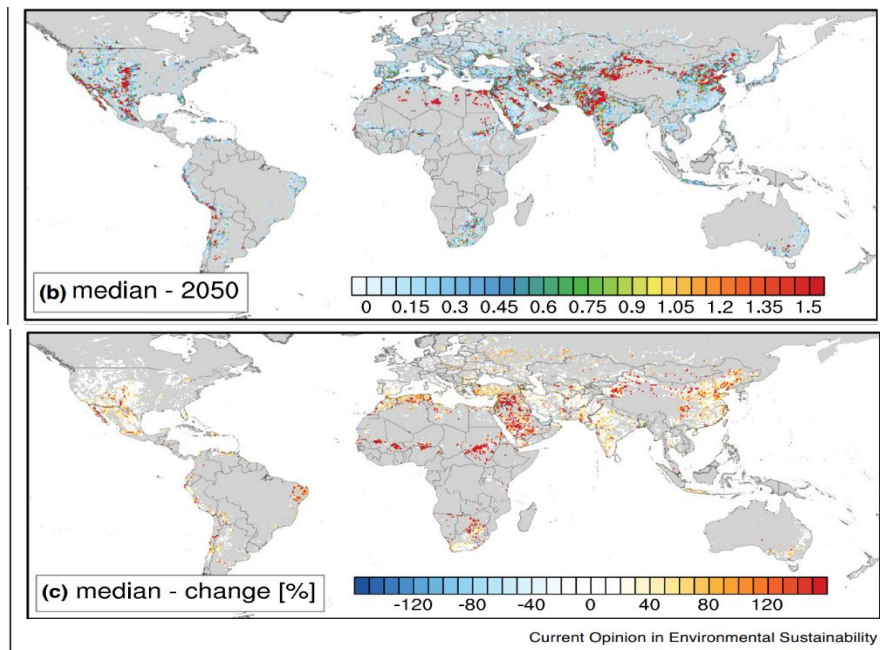 (b) median - 2050
0 0.15 0.3 0.45 0.6 0.75 0.9 1.05 1.2 1.35 1.5
(c) median - change [%]
-120 -80 -40 0 40 80 120
Current Opinion in Environmental Sustainability